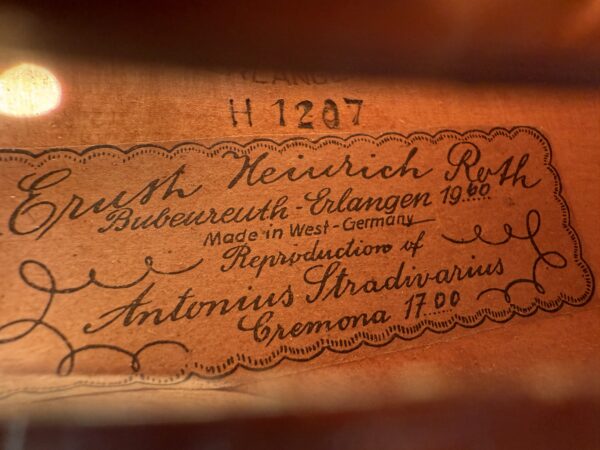 H 1207
Ernst Heinrich Roth
Bubenreuth-Erlangen 1960
Made in West-Germany
Reproduction of
Antonius Stradivarius
Cremona 1700